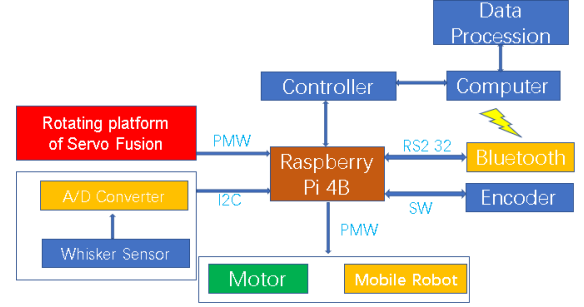 Data
Procession
Controller
Computer
Rotating platform
of Servo Fusion
PMW
RS2 32
Raspberry
Pi 4B
Bluetooth
A/D Converter
I2C
SW
Encoder
Whisker Sensor
PMW
Motor
Mobile Robot